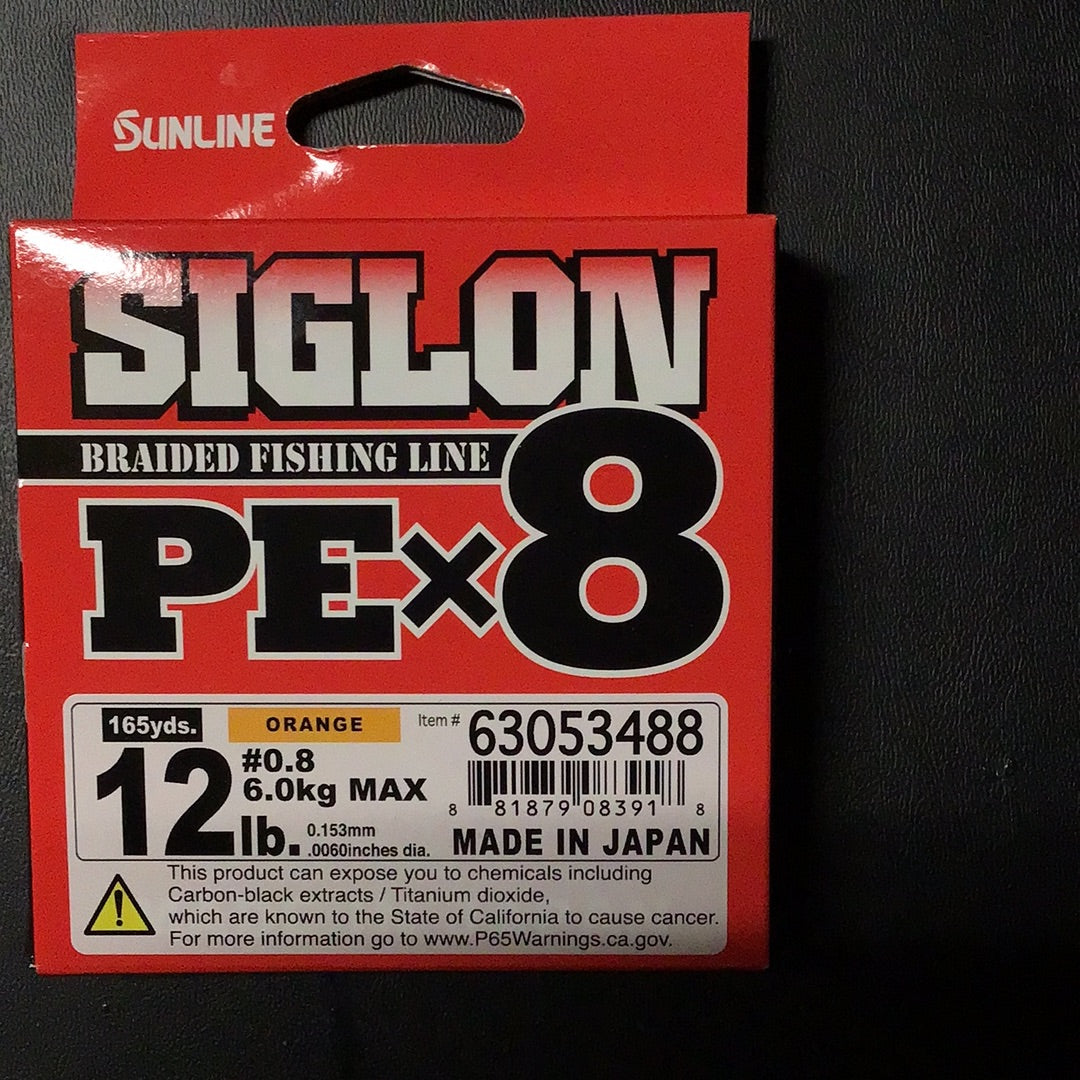 SUNLINE
SIGLON
BRAIDED FISHING LINE
PE×8
165yds. ORANGE Item # 63053488
12lb. #0.8
6.0kg MAX
0.153mm
.0060inches dia.
8 81879 08391 8
MADE IN JAPAN
This product can expose you to chemicals including
Carbon-black extracts / Titanium dioxide,
which are known to the State of California to cause cancer.
For more information go to www.P65Warnings.ca.gov.